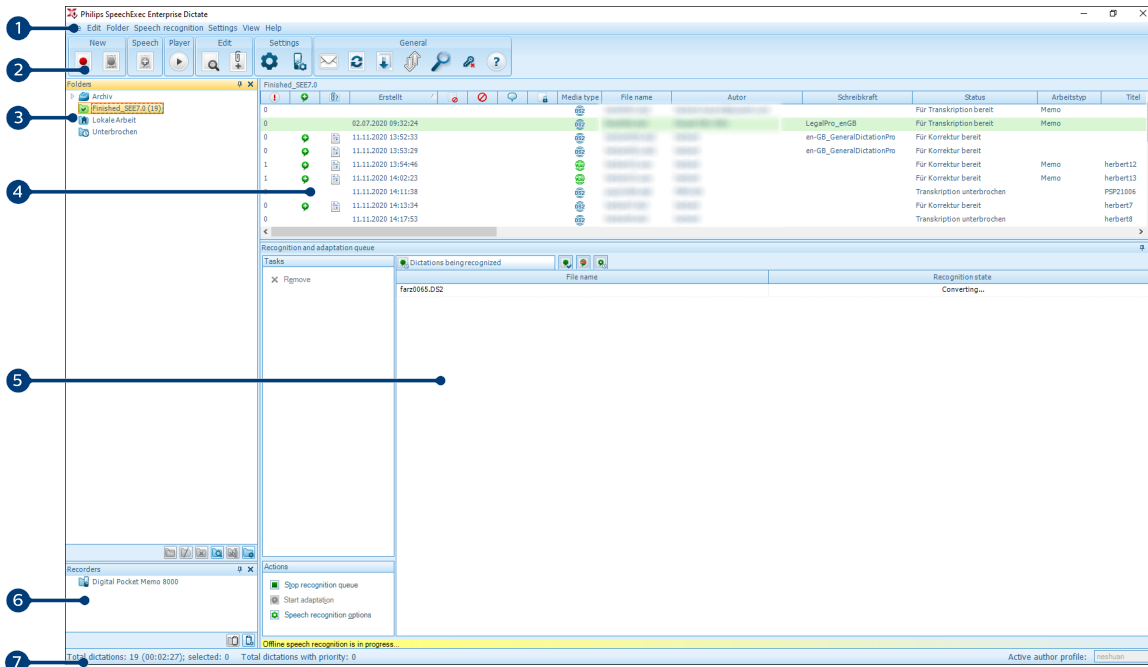 Philips SpeechExec Enterprise Dictate
1
Edit Folder Speech recognition Settings View Help
New Speech Player Edit Settings General
2
Folders
Finished_SEE7.0
Archiv
Erstellt Media type File name Autor Schreibkraft Status Arbeitstyp Titel
Finished_SEE7.0 (19)
0 DS2 Für Transkription bereit Memo
3
Lokale Arbeit
0 02.07.2020 09:32:24 DS2 LegalPro_enGB Für Transkription bereit Memo
Unterbrochen
0 11.11.2020 13:52:33 DS2 en-GB_GeneralDictationPro Für Korrektur bereit
0 11.11.2020 13:53:29 DS2 en-GB_GeneralDictationPro Für Korrektur bereit
1 11.11.2020 13:54:46 Für Korrektur bereit Memo herbert12
1 11.11.2020 14:02:23 Für Korrektur bereit Memo herbert13
4
11.11.2020 14:11:38 DS2 Transkription unterbrochen PSP21006
0 11.11.2020 14:13:34 DS2 Für Korrektur bereit herbert7
0 11.11.2020 14:17:53 DS2 Transkription unterbrochen herbert8
Recognition and adaptation queue
Tasks
Dictations being recognized
Remove
File name Recognition state
farz0065.DS2 Converting...
5
Recorders
Actions
Digital Pocket Memo 8000
Stop recognition queue
6
Start adaptation
Speech recognition options
Offline speech recognition is in progress...
7
Total dictations: 19 (00:02:27); selected: 0 Total dictations with priority: 0 Active author profile: neshuan